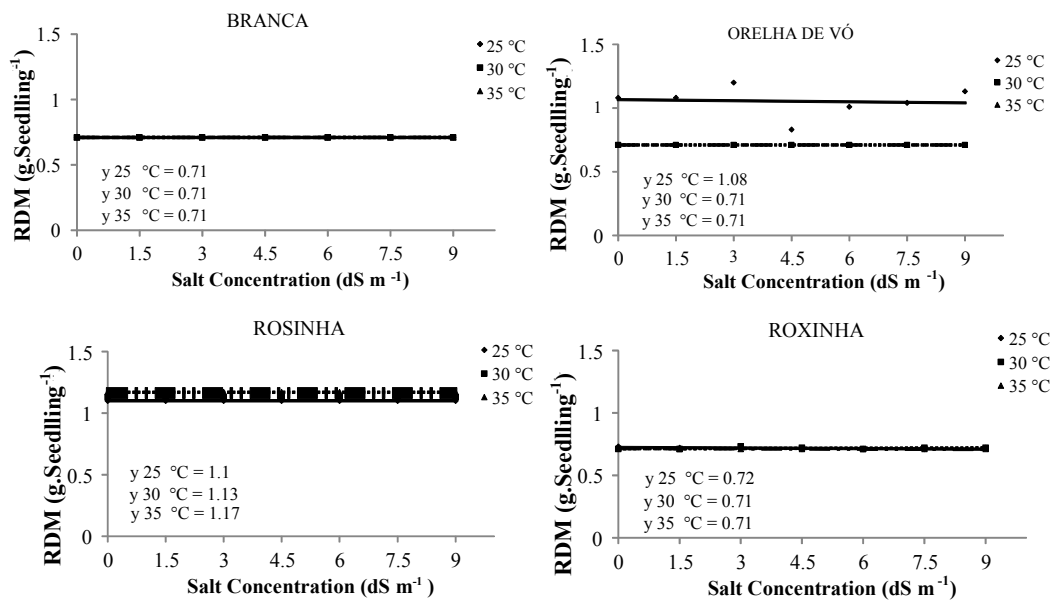 BRANCA
RDM (g.Seedlling-1)
1.5
1
0.5
0
25 °C
30 °C
35 °C
y 25 °C = 0.71
y 30 °C = 0.71
y 35 °C = 0.71
0 1.5 3 4.5 6 7.5 9
Salt Concentration (dS m -1)
ORELHA DE VÓ
RDM (g.Seedlling-1)
1.5
1
0.5
0
25 °C
30 °C
35 °C
y 25 °C = 1.08
y 30 °C = 0.71
y 35 °C = 0.71
0 1.5 3 4.5 6 7.5 9
Salt Concentration (dS m -1)
ROSINHA
RDM (g.Seedlling-1)
1.5
1
0.5
0
25 °C
30 °C
35 °C
y 25 °C = 1.1
y 30 °C = 1.13
y 35 °C = 1.17
0 1.5 3 4.5 6 7.5 9
Salt Concentration (dS m-1)
ROXINHA
RDM (g.Seedlling-1)
1.5
1
0.5
0
25 °C
30 °C
35 °C
y 25 °C = 0.72
y 30 °C = 0.71
y 35 °C = 0.71
0 1.5 3 4.5 6 7.5 9
Salt Concentration (dS m -1)